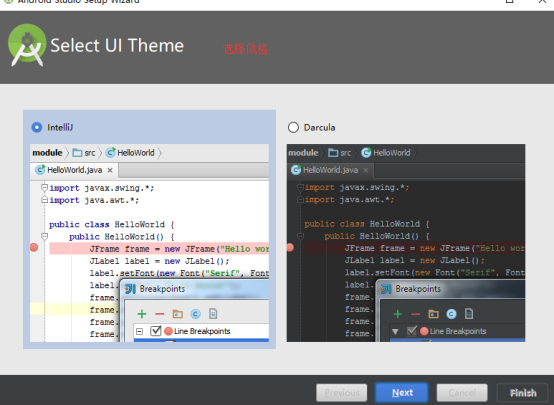 Android Studio Setup Wizard
Select UI Theme
选择风格
IntelliJ
module
src
HelloWorld
HelloWorld.java ×
import javax.swing.*;
import java.awt.*;
public class HelloWorld {
public HelloWorld() {
JFrame frame = new JFrame("Hello wor
JLabel label = new JLabel();
label.setFont(new Font("Serif", Font
label.
frame.
frame.
frame.
frame.
Breakpoints
Line Breakpoints
Darcula
module
src
HelloWorld
HelloWorld.java ×
import javax.swing.*;
import java.awt.*;
public class HelloWorld {
public HelloWorld() {
JFrame frame = new JFrame("Hello wor
JLabel label = new JLabel();
label.setFont(new Font("Serif", Font
label.
frame.
frame.
frame.
frame.
Breakpoints
Line Breakpoints
Previous
Next
Cancel
Finish